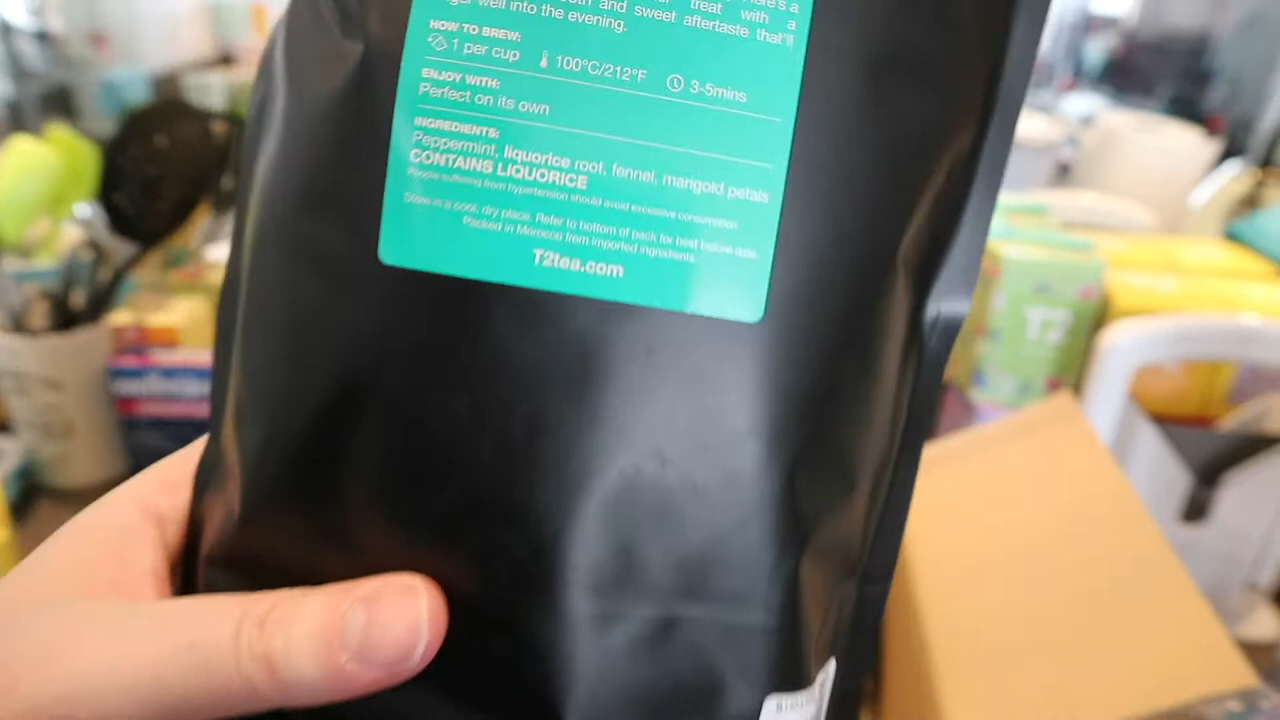 treat with a
and sweet aftertaste that'll
well into the evening.
HOW TO BREW:
1 per cup 100°C/212°F 3-5mins
ENJOY WITH:
Perfect on its own
INGREDIENTS:
Peppermint, liquorice root, fennel, marigold petals
CONTAINS LIQUORICE
People suffering from hypertension should avoid excessive consumption.
Store in a cool, dry place. Refer to bottom of pack for best before date.
Packed in Morocco from imported ingredients.
T2tea.com
T2